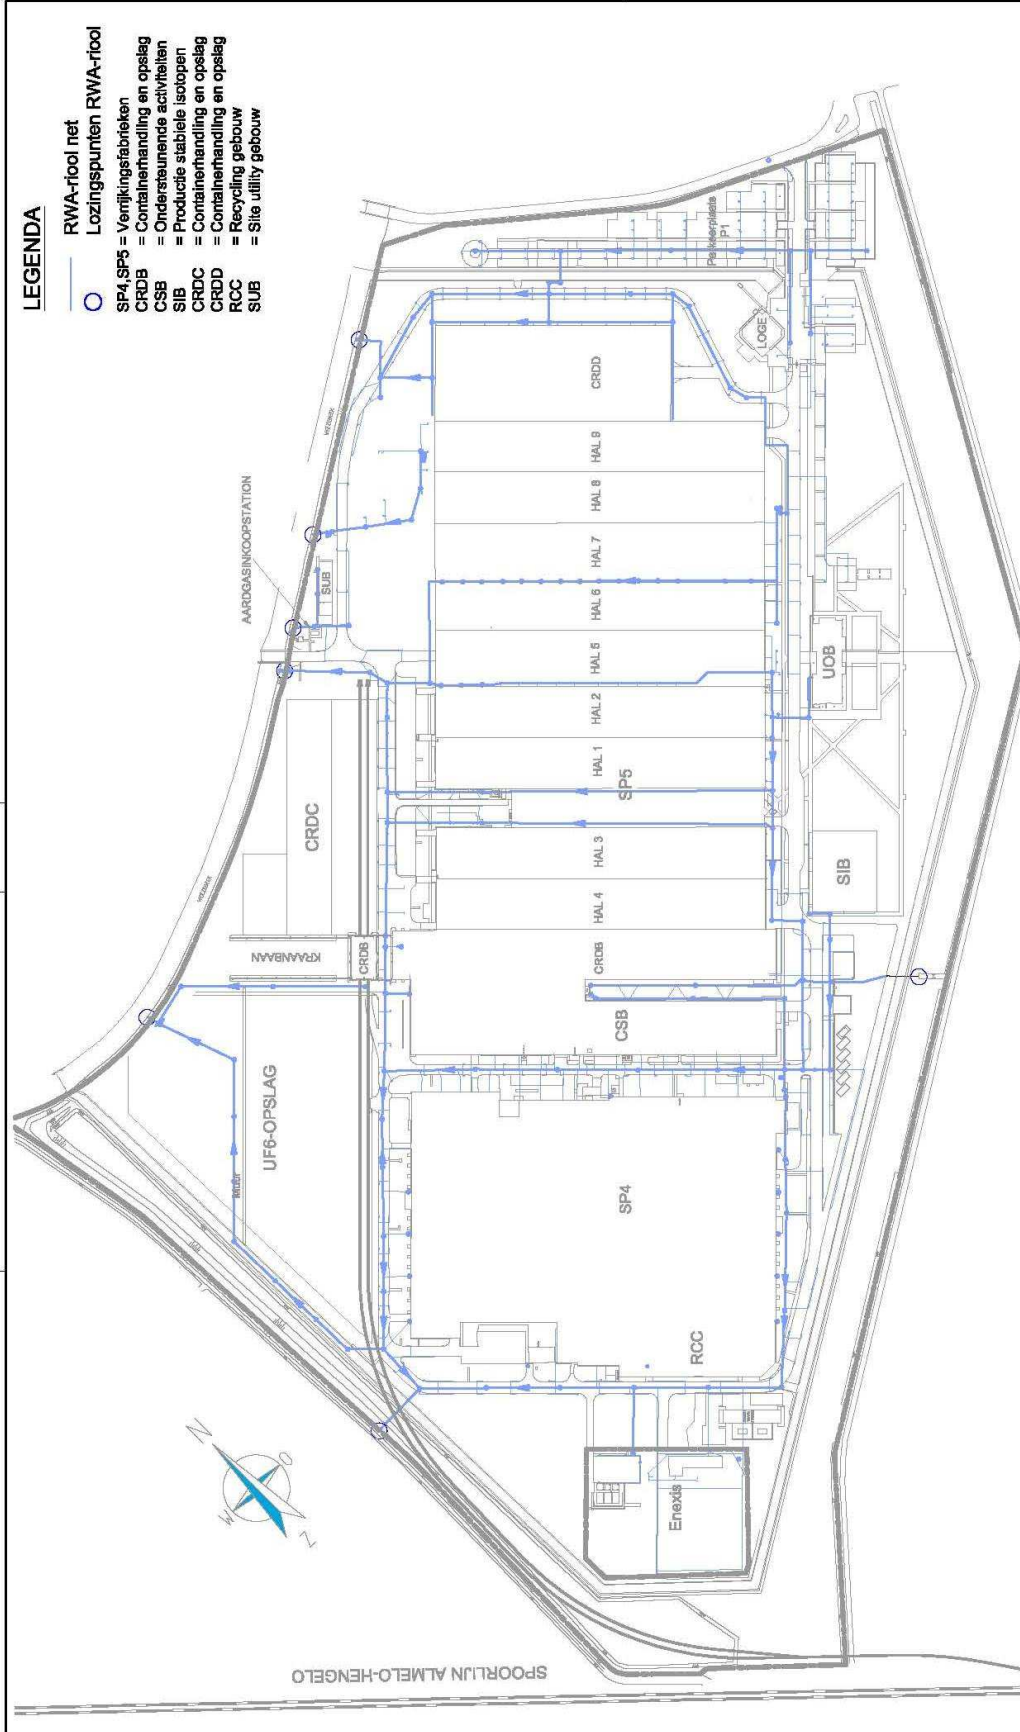 LEGENDA
RWA-riool net
Lozingspunten RWA-riool
SP4,SP5 = Verrijkingsfabrieken
CRDB = Containerhandling en opslag
CSB = Ondersteunende activiteiten
SIB = Productie stabiele isotopen
CRDC = Containerhandling en opslag
CRDD = Containerhandling en opslag
RCC = Recycling gebouw
SUB = Site utility gebouw
AARDGASINKOOPSTATION
SUB
Parkeerplaats
P1
LOGE
CRDD
HAL 9
HAL 8
HAL 7
HAL 6
HAL 5
HAL 2
HAL 1
SP5
HAL 3
HAL 4
CRDB
CSB
UOB
SIB
CRDC
KRAANBAAN
CRDB
UF6-OPSLAG
Muur
SP4
RCC
Enexis
N
O
Z
W
SPOORLIJN ALMELO-HENGELO